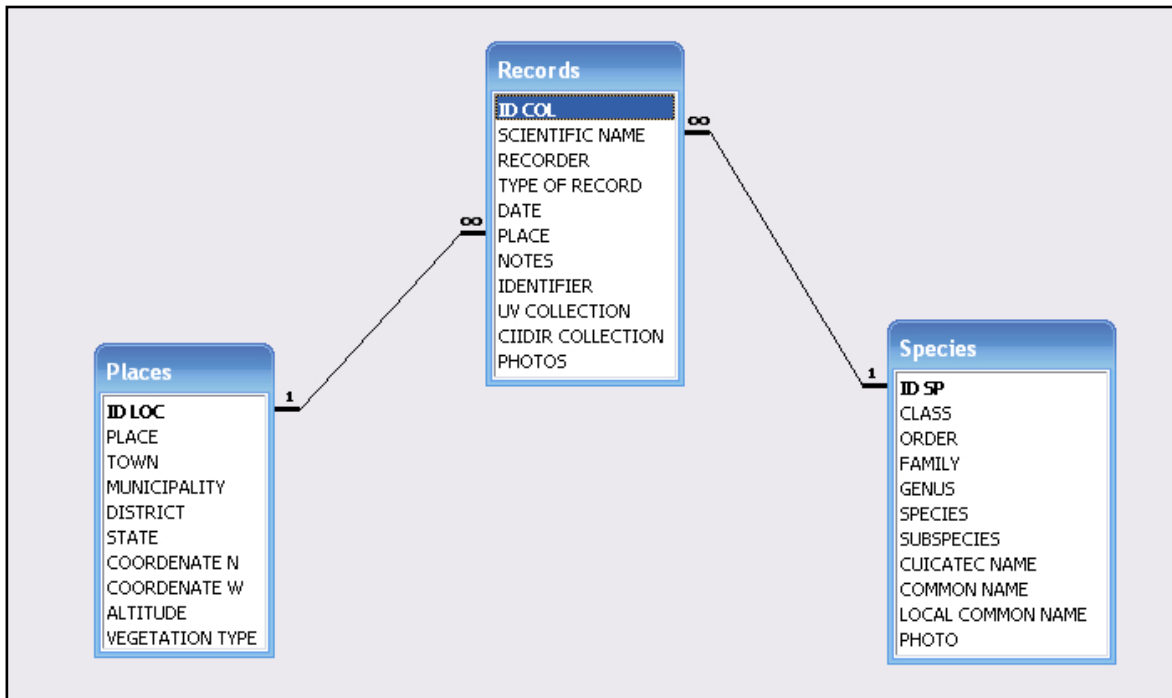 Records
ID COL
SCIENTIFIC NAME
RECORDER
TYPE OF RECORD
DATE
PLACE
NOTES
IDENTIFIER
UV COLLECTION
CIIDIR COLLECTION
PHOTOS
∞
∞
Places
ID LOC
PLACE
TOWN
MUNICIPALITY
DISTRICT
STATE
COORDENATE N
COORDENATE W
ALTITUDE
VEGETATION TYPE
1
Species
ID SP
CLASS
ORDER
FAMILY
GENUS
SPECIES
SUBSPECIES
CUICATEC NAME
COMMON NAME
LOCAL COMMON NAME
PHOTO
1